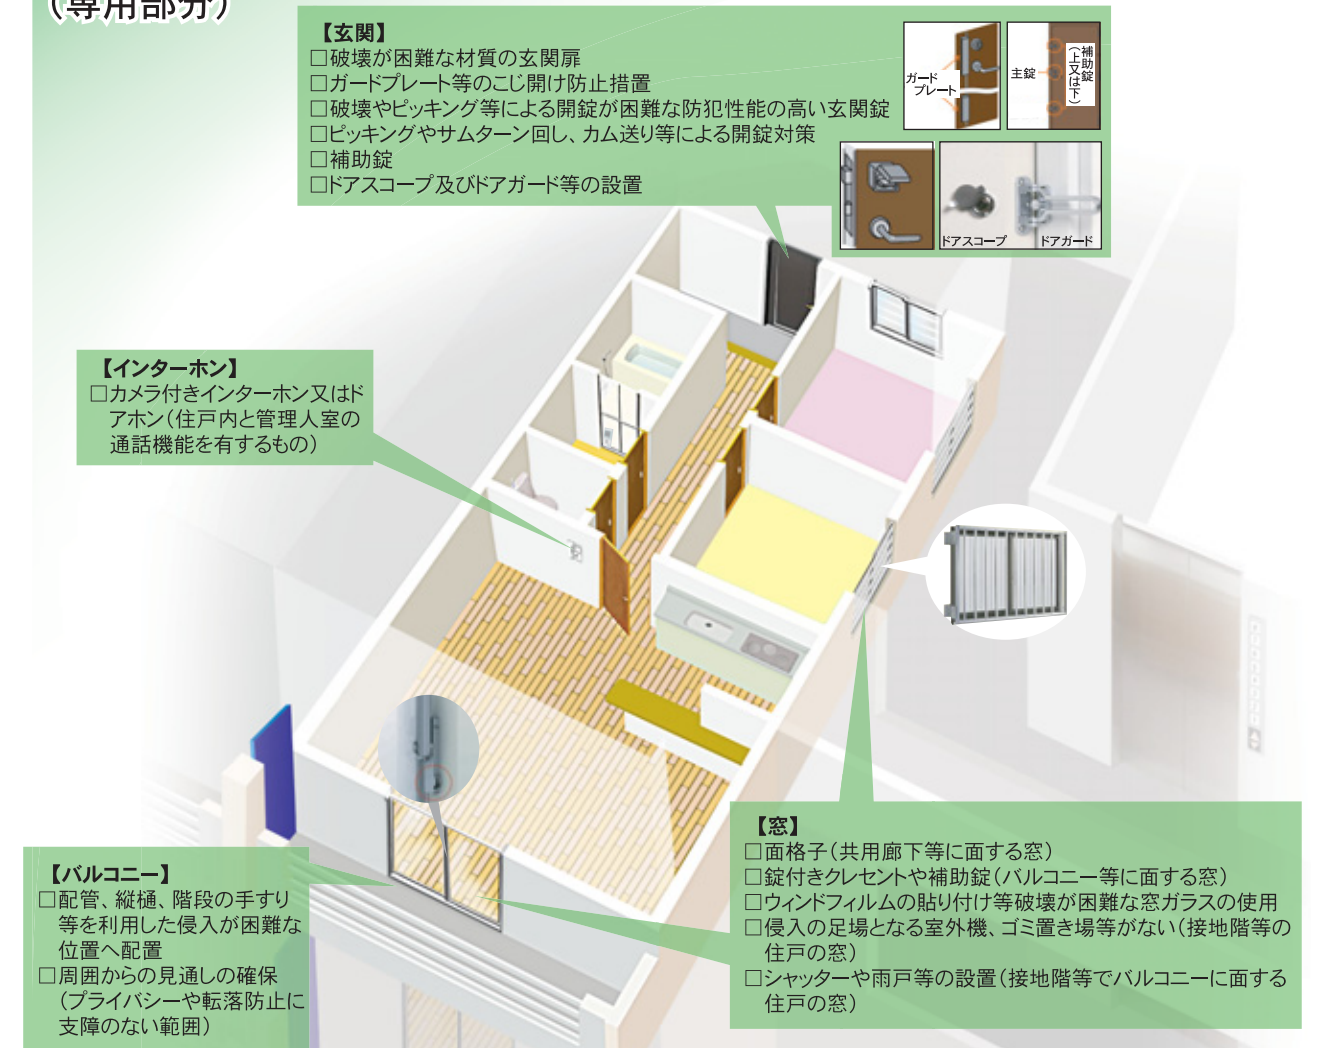 （専用部分）
【玄関】
□破壊が困難な材質の玄関扉
□ガードプレート等のこじ開け防止措置
□破壊やピッキング等による開錠が困難な防犯性能の高い玄関錠
□ピッキングやサムターン回し、カム送り等による開錠対策
□補助錠
□ドアスコープ及びドアガード等の設置
ガード
プレート
主錠
補助錠
（上又は下）
ドアスコープ
ドアガード
【インターホン】
□カメラ付きインターホン又はド
アホン（住戸内と管理人室の
通話機能を有するもの）
【バルコニー】
□配管、縦樋、階段の手すり
等を利用した侵入が困難な
位置へ配置
□周囲からの見通しの確保
（プライバシーや転落防止に
支障のない範囲）
【窓】
□面格子（共用廊下等に面する窓）
□錠付きクレセントや補助錠（バルコニー等に面する窓）
□ウィンドフィルムの貼り付け等破壊が困難な窓ガラスの使用
□侵入の足場となる室外機、ゴミ置き場等がない（接地階等の
住戸の窓）
□シャッターや雨戸等の設置（接地階等でバルコニーに面する
住戸の窓）